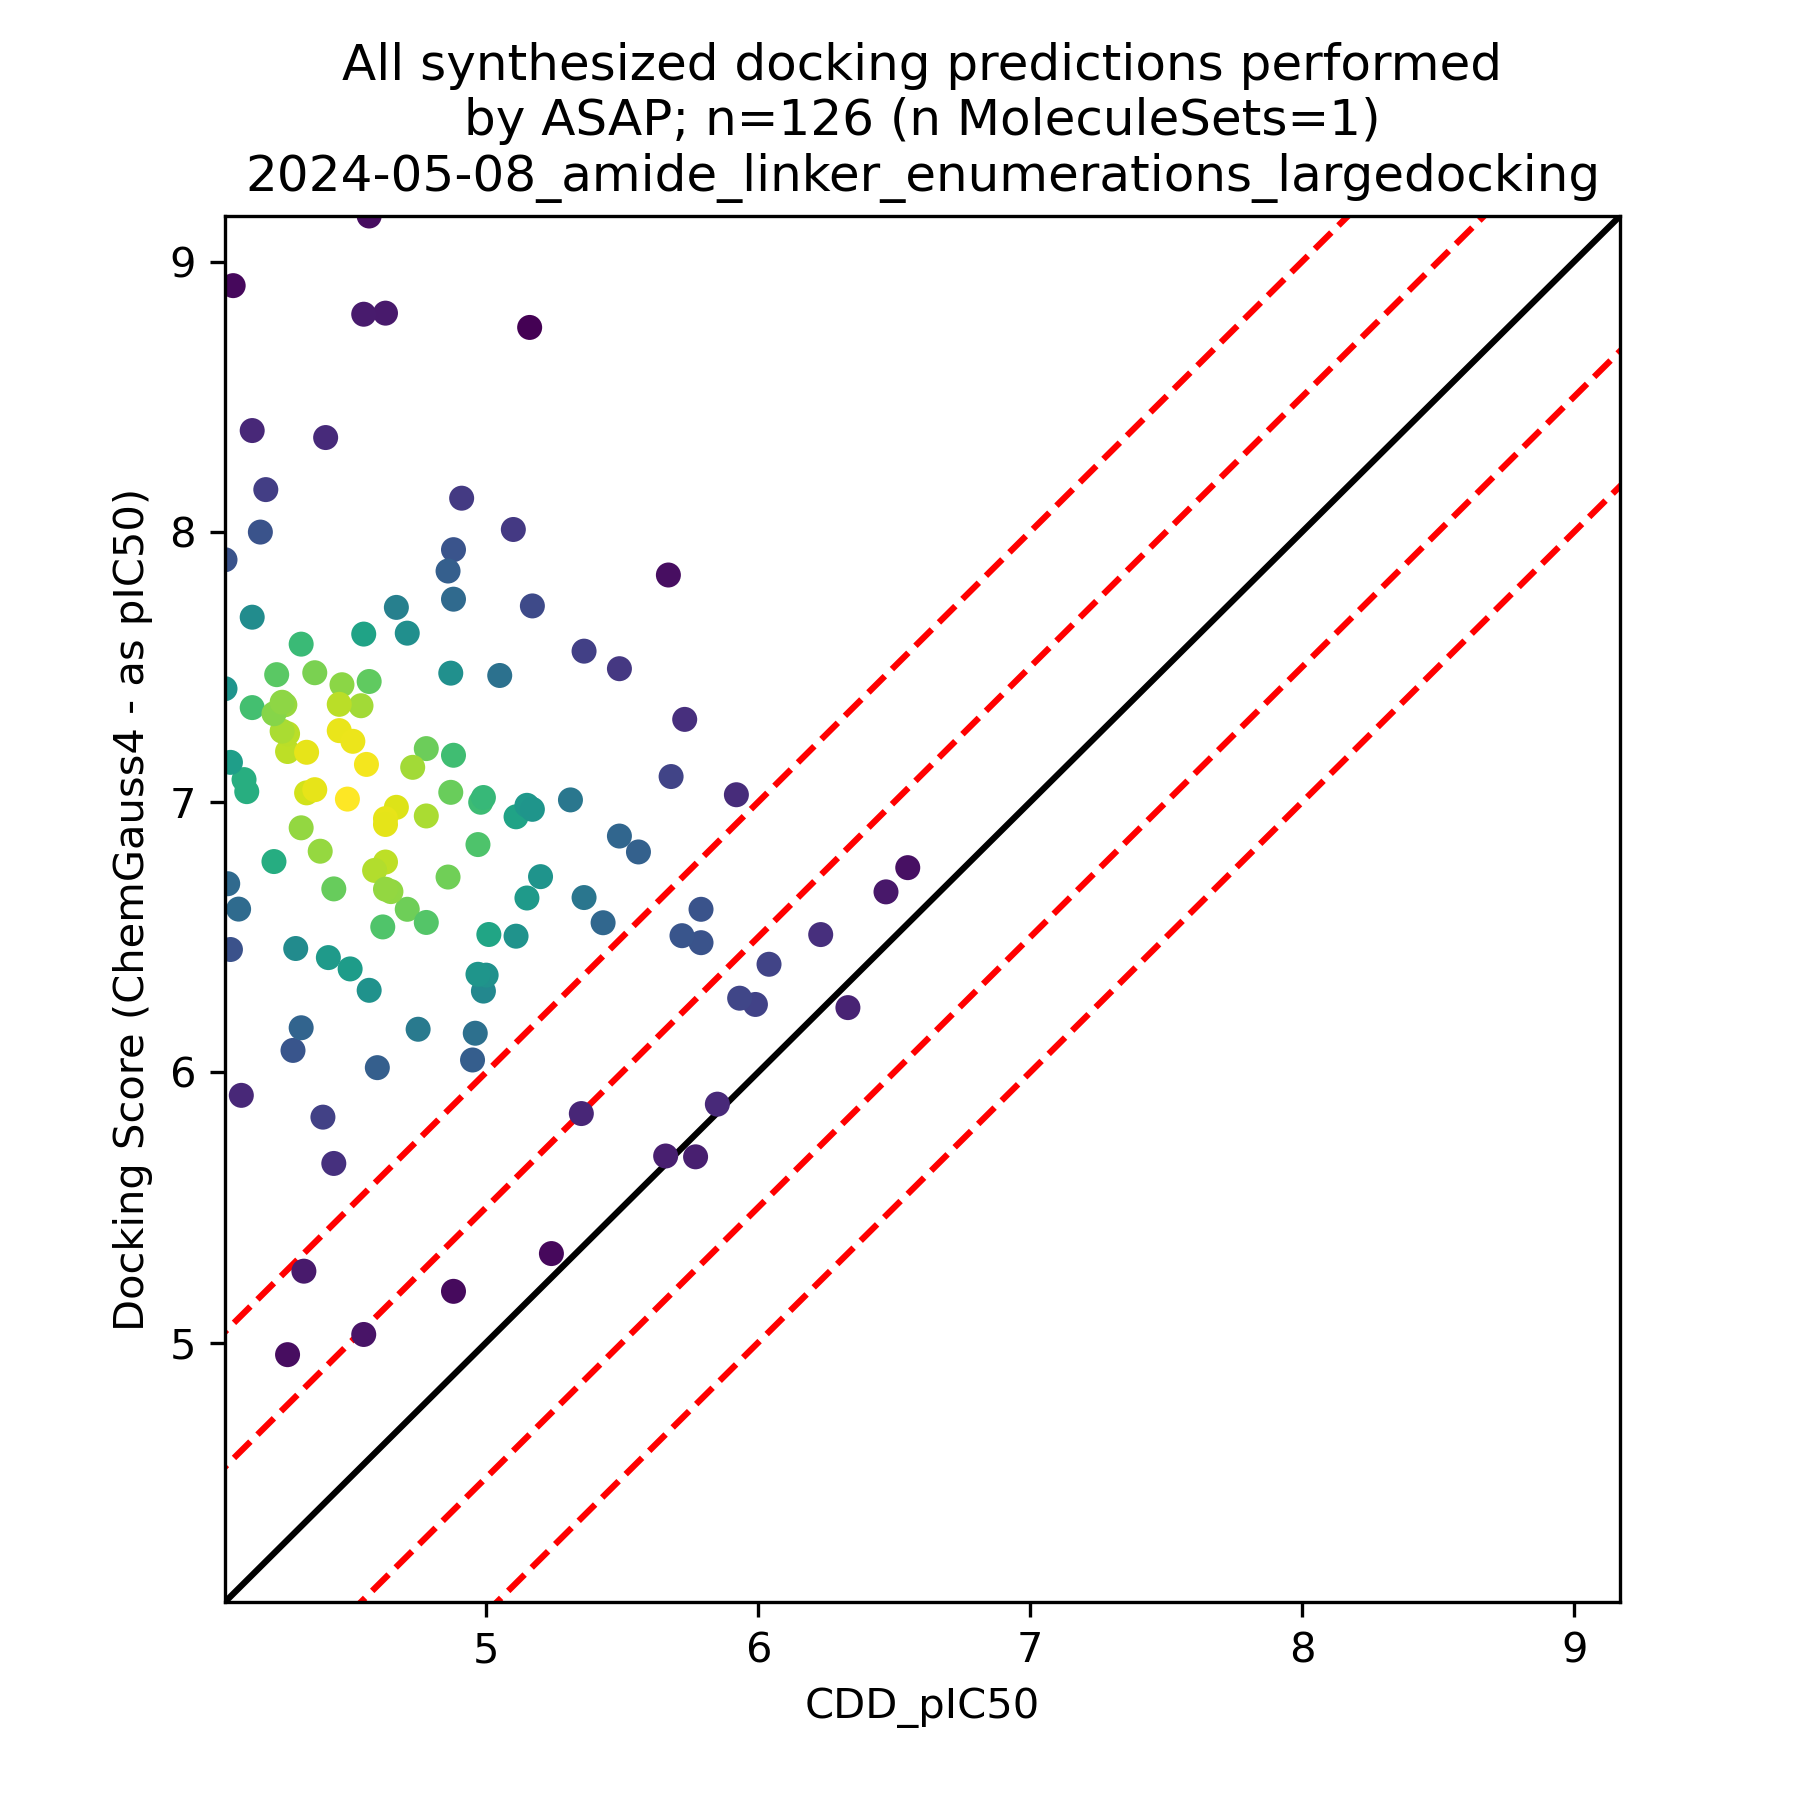 All synthesized docking predictions performed
by ASAP; n=126 (n MoleculeSets=1)
2024-05-08_amide_linker_enumerations_largedocking
Docking Score (ChemGauss4 - as pIC50)
9
8
7
6
5
5
6
7
8
9
CDD_pIC50